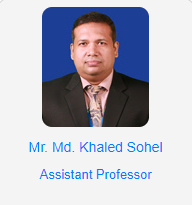 Mr. Md. Khaled Sohel
Assistant Professor